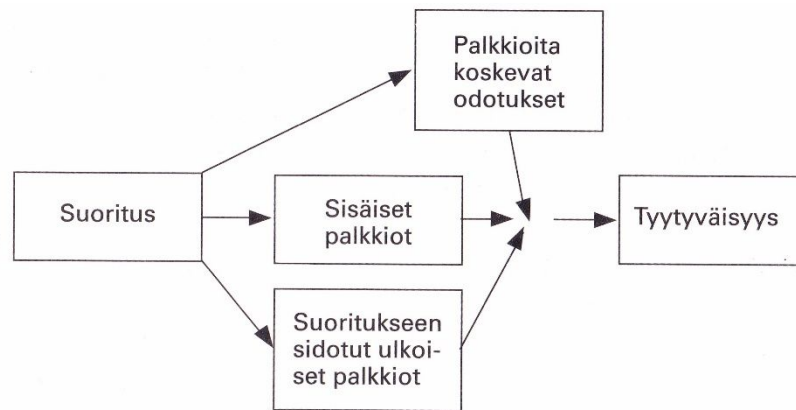 Palkkioita
koskevat
odotukset
Suoritus
Sisäiset
palkkiot
Tyytyväisyys
Suoritukseen
sidotut ulkoi-
set palkkiot